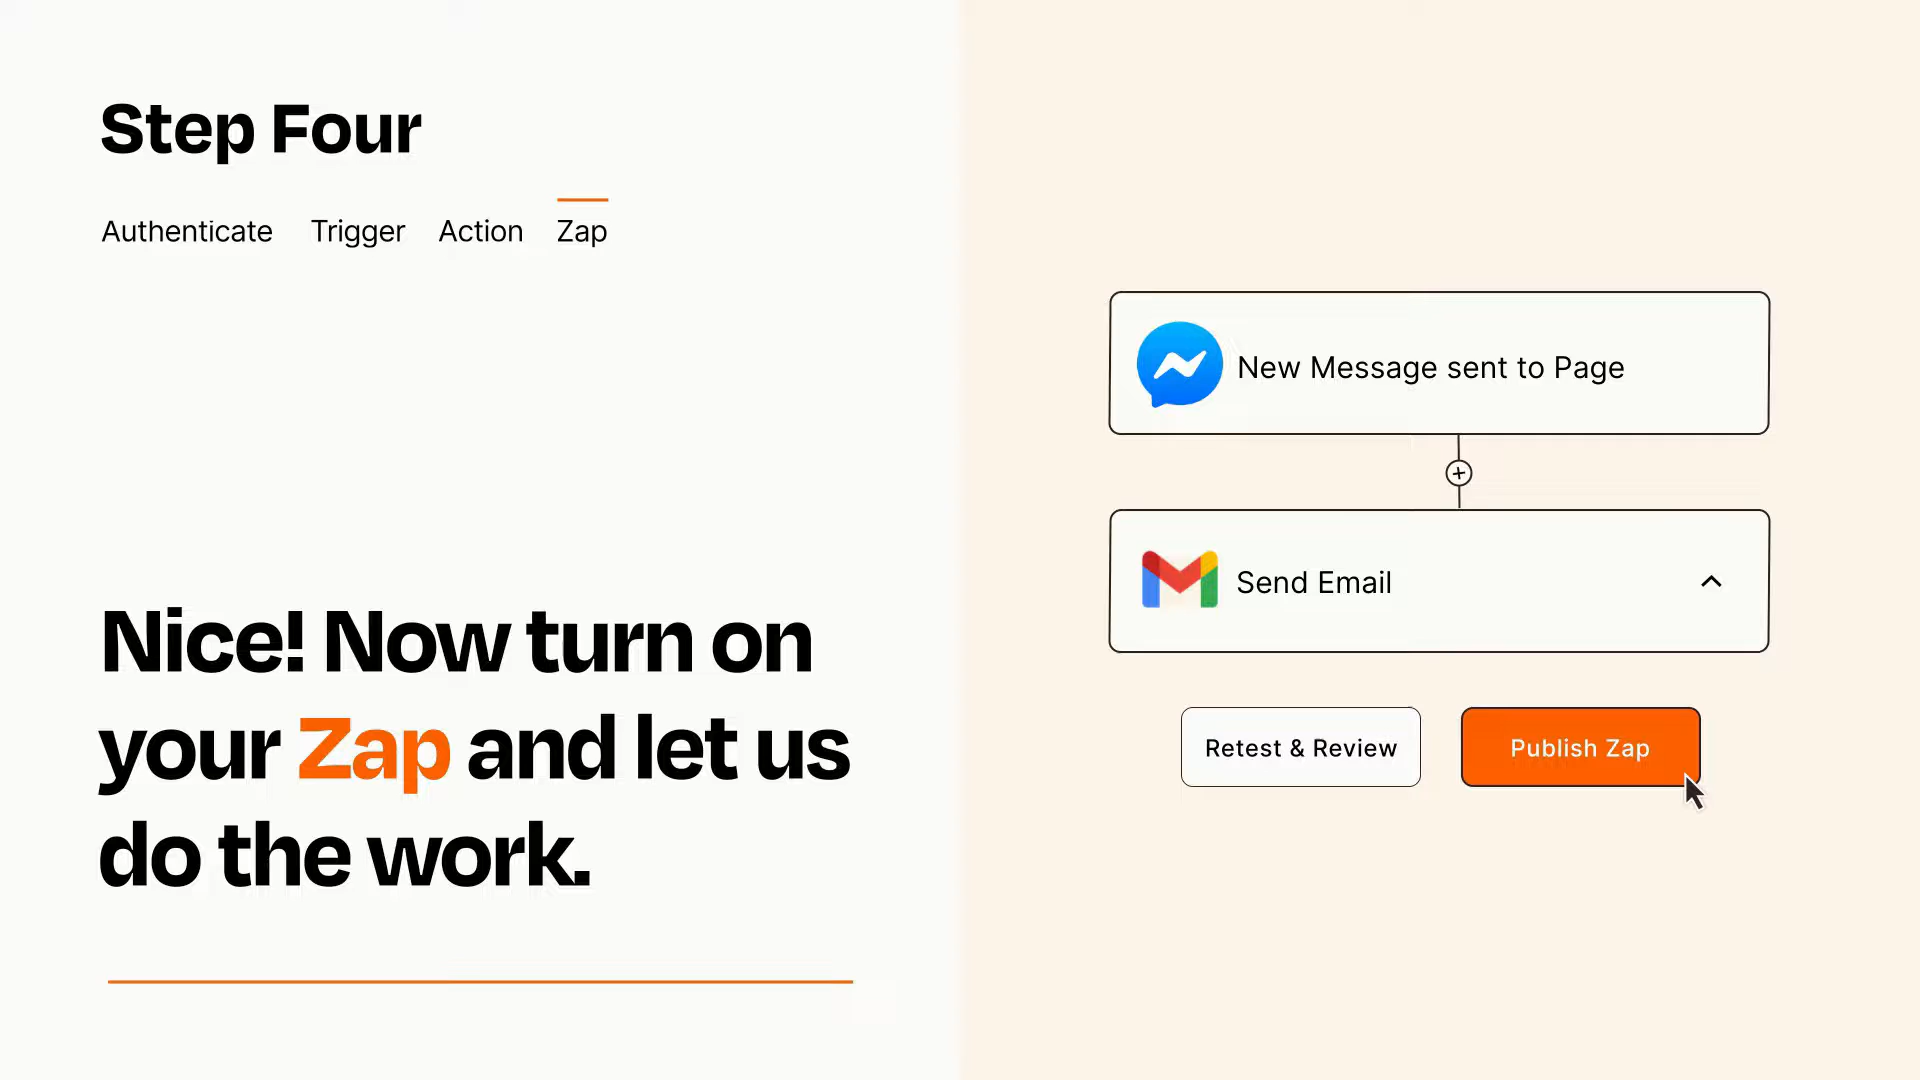 Step Four
Authenticate Trigger Action Zap
Nice! Now turn on
your Zap and let us
do the work.
New Message sent to Page
Send Email
Retest & Review
Publish Zap